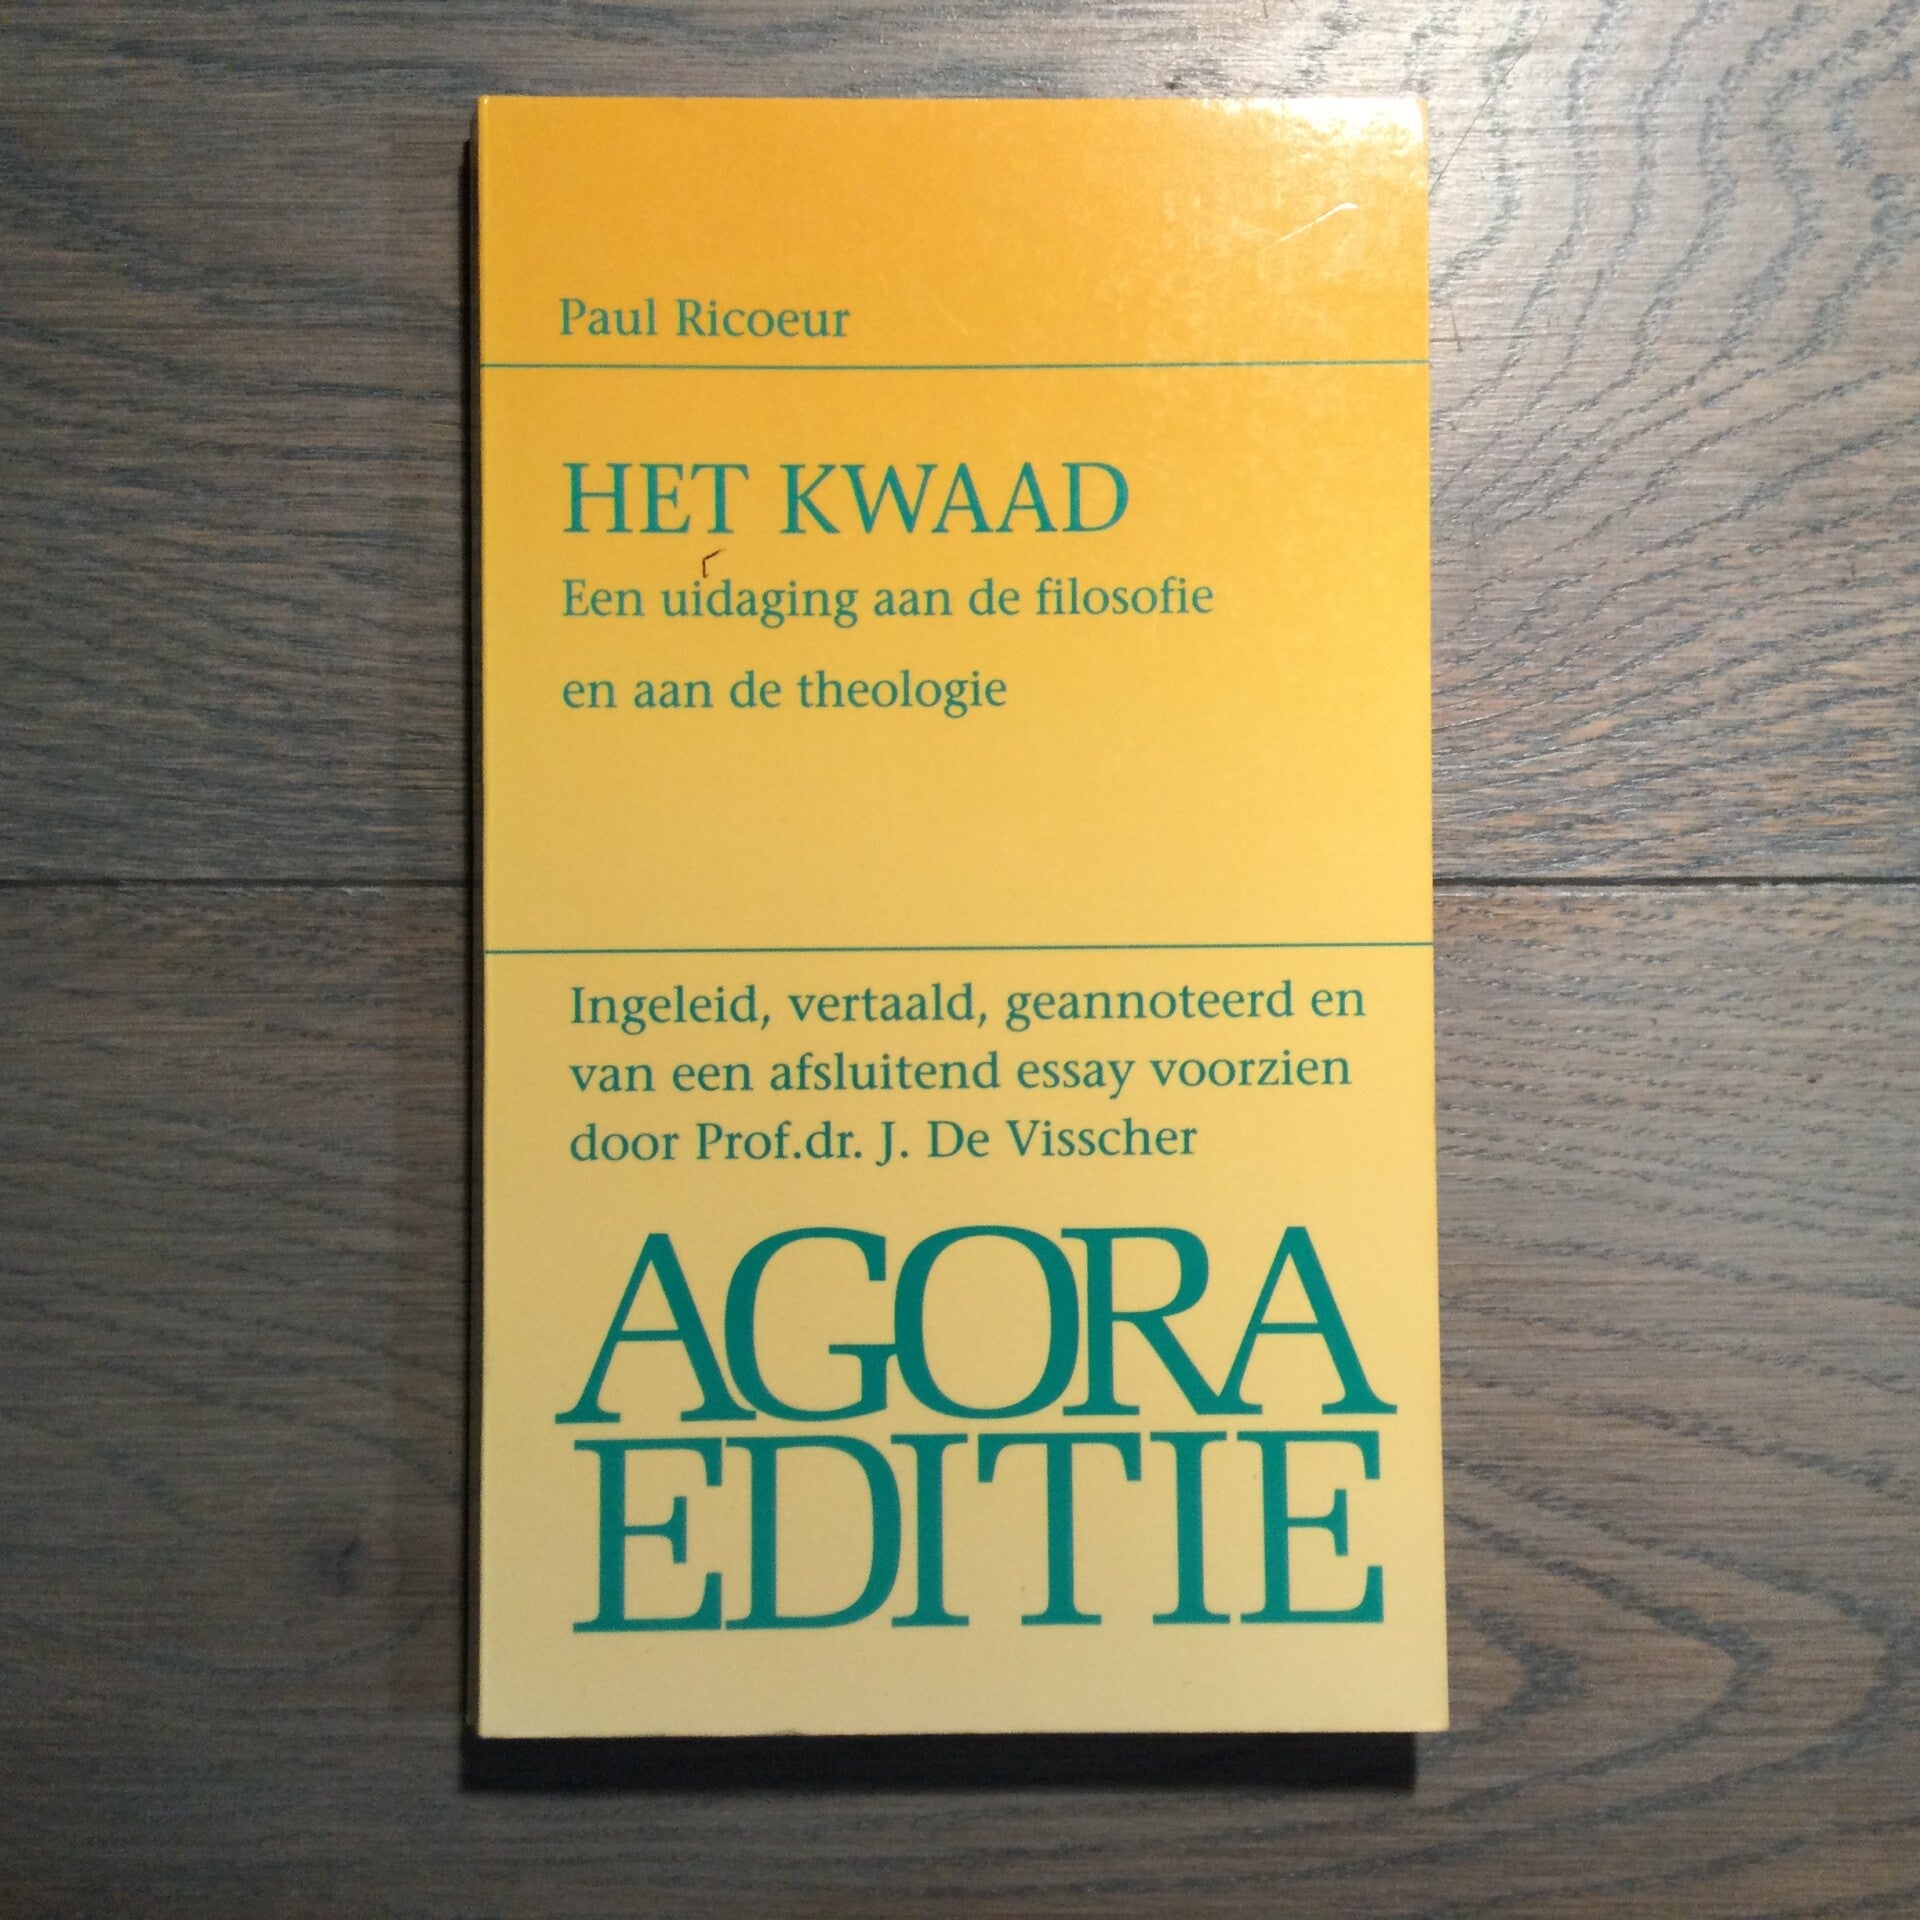 Paul Ricoeur
HET KWAAD
Een uidaging aan de filosofie
en aan de theologie
Ingeleid, vertaald, geannoteerd en
van een afsluitend essay voorzien
door Prof.dr. J. De Visscher
AGORA
EDITIE